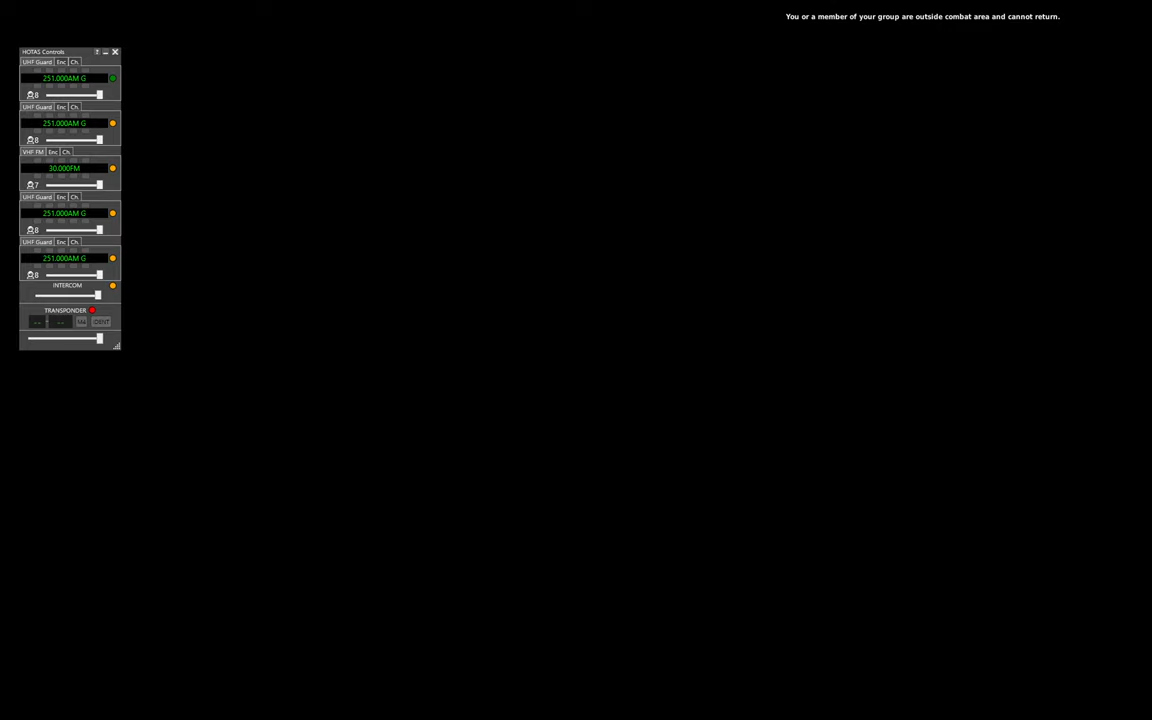 You or a member of your group are outside combat area and cannot return.
HOTAS Controls ?
UHF Guard Enc Ch.
251.000AM G
8
UHF Guard Enc Ch.
251.000AM G
8
VHF FM Enc Ch.
30.000FM
7
UHF Guard Enc Ch.
251.000AM G
8
UHF Guard Enc Ch.
251.000AM G
8
INTERCOM
TRANSPONDER
-- --  IDENT